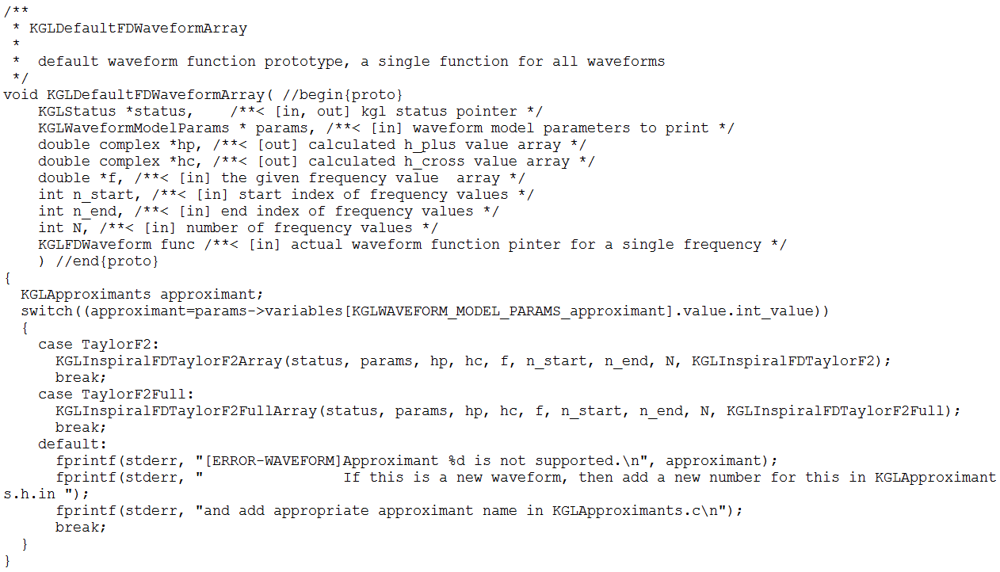 /**
 * KGLDefaultFDWaveformArray
 *
 *  default waveform function prototype, a single function for all waveforms
 */
void KGLDefaultFDWaveformArray( //begin{proto}
    KGLStatus *status,    /**< [in, out] kgl status pointer */
    KGLWaveformModelParams * params, /**< [in] waveform model parameters to print */
    double complex *hp, /**< [out] calculated h_plus value array */
    double complex *hc, /**< [out] calculated h_cross value array */
    double *f, /**< [in] the given frequency value  array */
    int n_start, /**< [in] start index of frequency values */
    int n_end, /**< [in] end index of frequency values */
    int N, /**< [in] number of frequency values */
    KGLFDWaveform func /**< [in] actual waveform function pinter for a single frequency */
    ) //end{proto}
{
  KGLApproximants approximant;
  switch((approximant=params->variables[KGLWAVEFORM_MODEL_PARAMS_approximant].value.int_value))
  {
    case TaylorF2:
      KGLInspiralFDTaylorF2Array(status, params, hp, hc, f, n_start, n_end, N, KGLInspiralFDTaylorF2);
      break;
    case TaylorF2Full:
      KGLInspiralFDTaylorF2FullArray(status, params, hp, hc, f, n_start, n_end, N, KGLInspiralFDTaylorF2Full);
      break;
    default:
      fprintf(stderr, "[ERROR-WAVEFORM]Approximant %d is not supported.\n", approximant);
      fprintf(stderr, "                If this is a new waveform, then add a new number for this in KGLApproximant
s.h.in ");
      fprintf(stderr, "and add appropriate approximant name in KGLApproximants.c\n");
      break;
  }
}